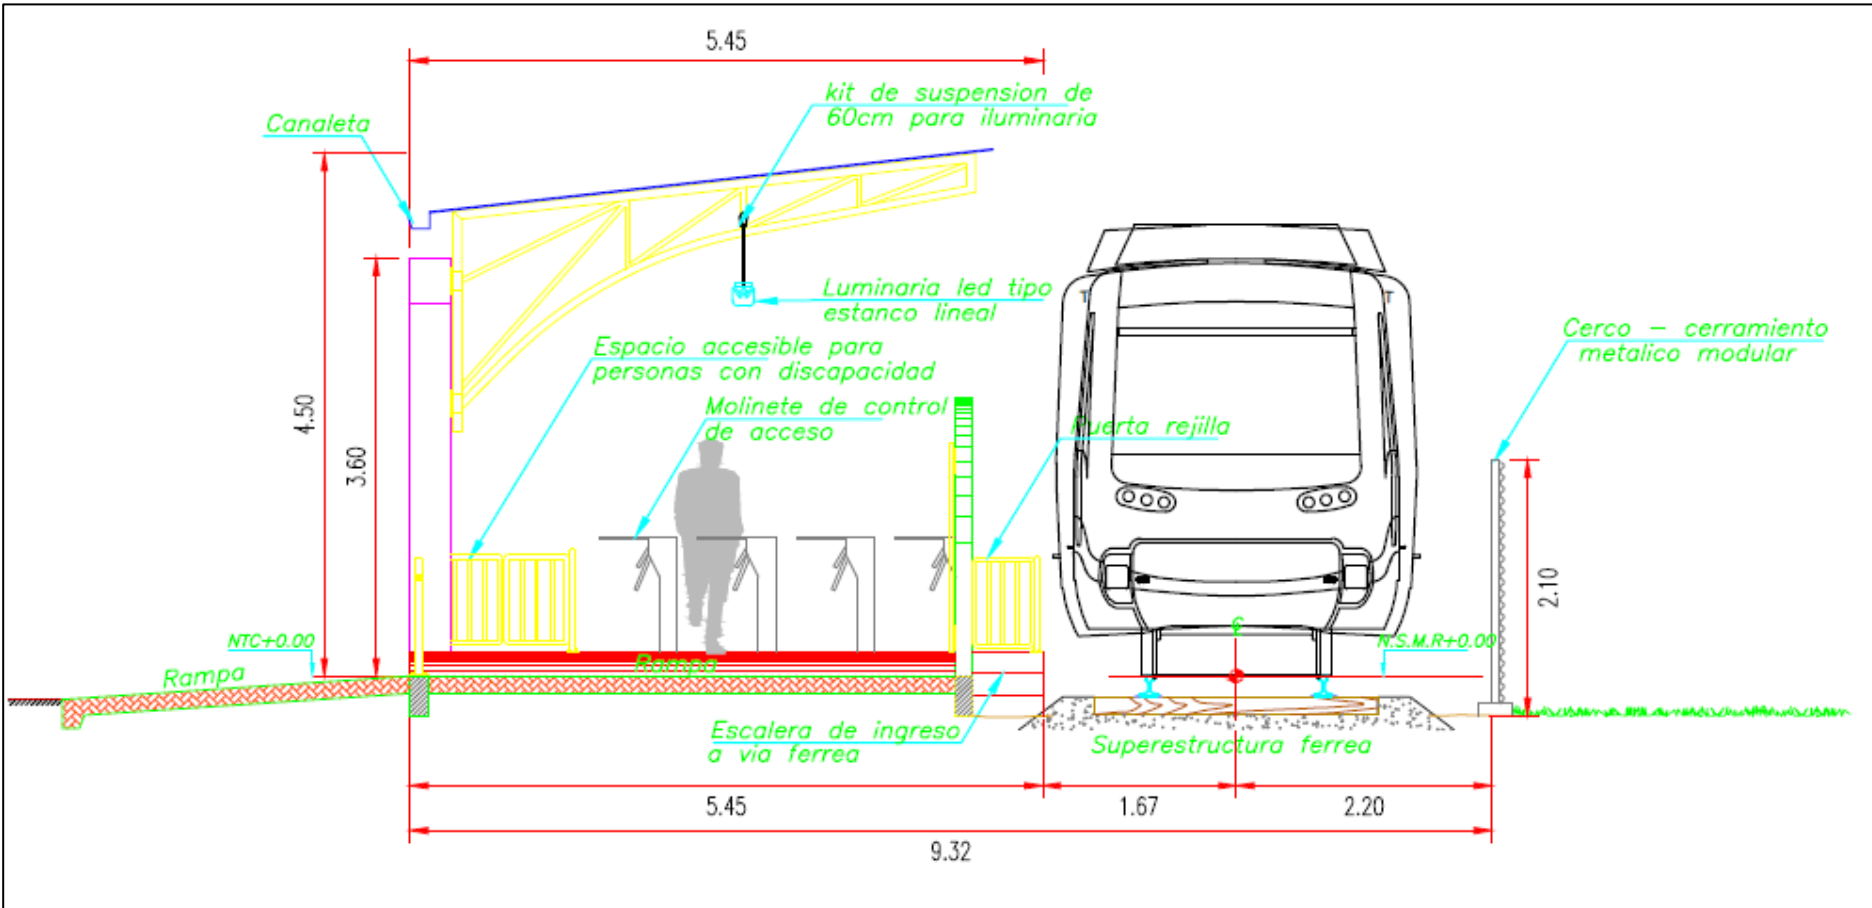 5.45
kit de suspension de
60cm para iluminaria
Canaleta
Luminaria led tipo
estanco lineal
Cerco - cerramiento
metalico modular
Espacio accesible para
personas con discapacidad
Molinete de control
de acceso
Puerta rejilla
4.50
3.60
2.10
NTC+0.00
N.S.M.R+0.00
Rampa
Rampa
Escalera de ingreso
a via ferrea
Superestructura ferrea
5.45
1.67
2.20
9.32